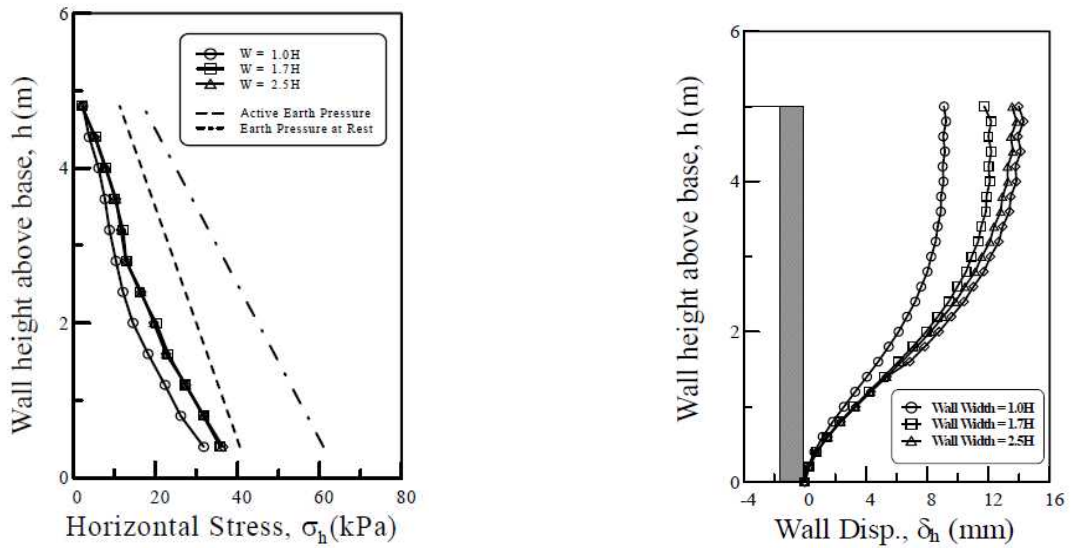 6
4
2
0
Wall height above base, h (m)
W = 1.0H
W = 1.7H
W = 2.5H
Active Earth Pressure
Earth Pressure at Rest
0 20 40 60 80
Horizontal Stress, σh (kPa)
6
4
2
0
Wall height above base, h (m)
Wall Width = 1.0H
Wall Width = 1.7H
Wall Width = 2.5H
-4 0 4 8 12 16
Wall Disp., δh (mm)